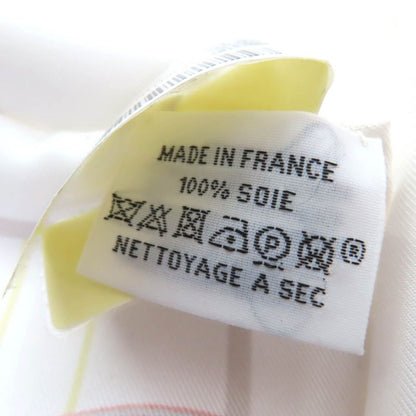 MADE IN FRANCE
100% SOIE
P ®
NETTOYAGE A SEC